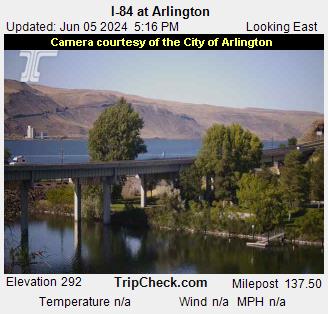 I-84 at Arlington
Updated: Jun 05 2024 5:16 PM Looking East
Camera courtesy of the City of Arlington
Elevation 292 TripCheck.com Milepost 137.50
Temperature n/a Wind n/a MPH n/a